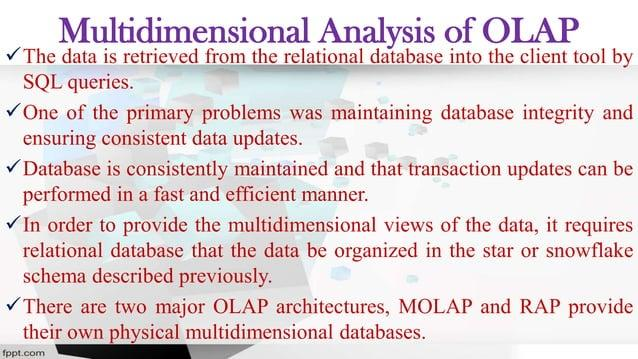 Multidimensional Analysis of OLAP
✓The data is retrieved from the relational database into the client tool by
SQL queries.
✓One of the primary problems was maintaining database integrity and
ensuring consistent data updates.
✓Database is consistently maintained and that transaction updates can be
performed in a fast and efficient manner.
✓In order to provide the multidimensional views of the data, it requires
relational database that the data be organized in the star or snowflake
schema described previously.
✓There are two major OLAP architectures, MOLAP and RAP provide
their own physical multidimensional databases.
fppt.com